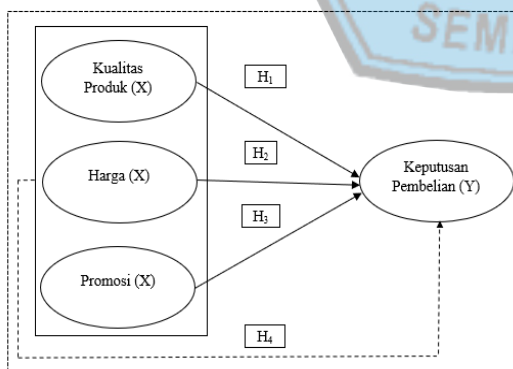 SEM
Kualitas
Produk (X)
H1
Harga (X)
H2
Keputusan
Pembelian (Y)
H3
Promosi (X)
H4